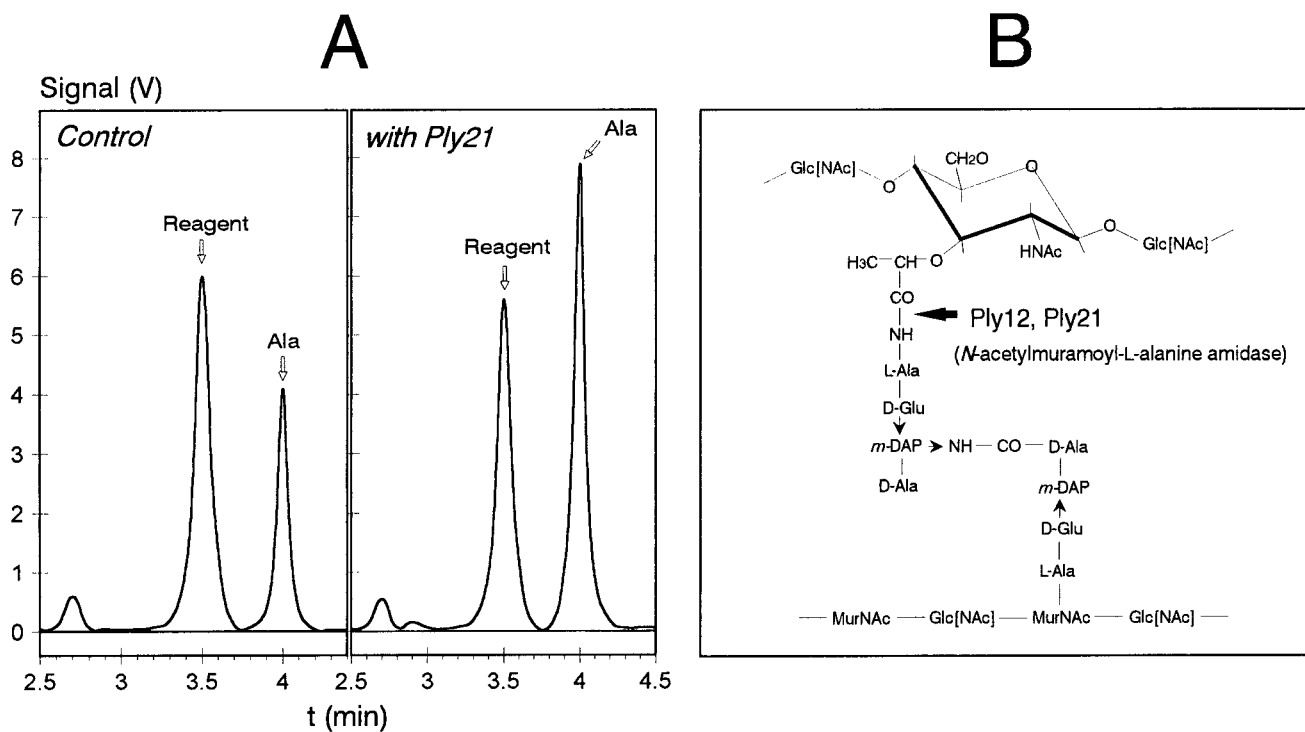 A
Signal (V)
Control
with Ply21
Reagent
Ala
Reagent
Ala
8
7
6
5
4
3
2
1
0
2.5 3 3.5 4 2.5 3 3.5 4 4.5
t (min)
B
Glc[NAc]
O
CH2O
O
O
Glc[NAc]
HNAc
H3C CH O
CO
NH
Ply12, Ply21
(N-acetylmuramoyl-L-alanine amidase)
L-Ala
D-Glu
m-DAP NH CO D-Ala
D-Ala
m-DAP
D-Glu
L-Ala
MurNAc Glc[NAc] MurNAc Glc[NAc]